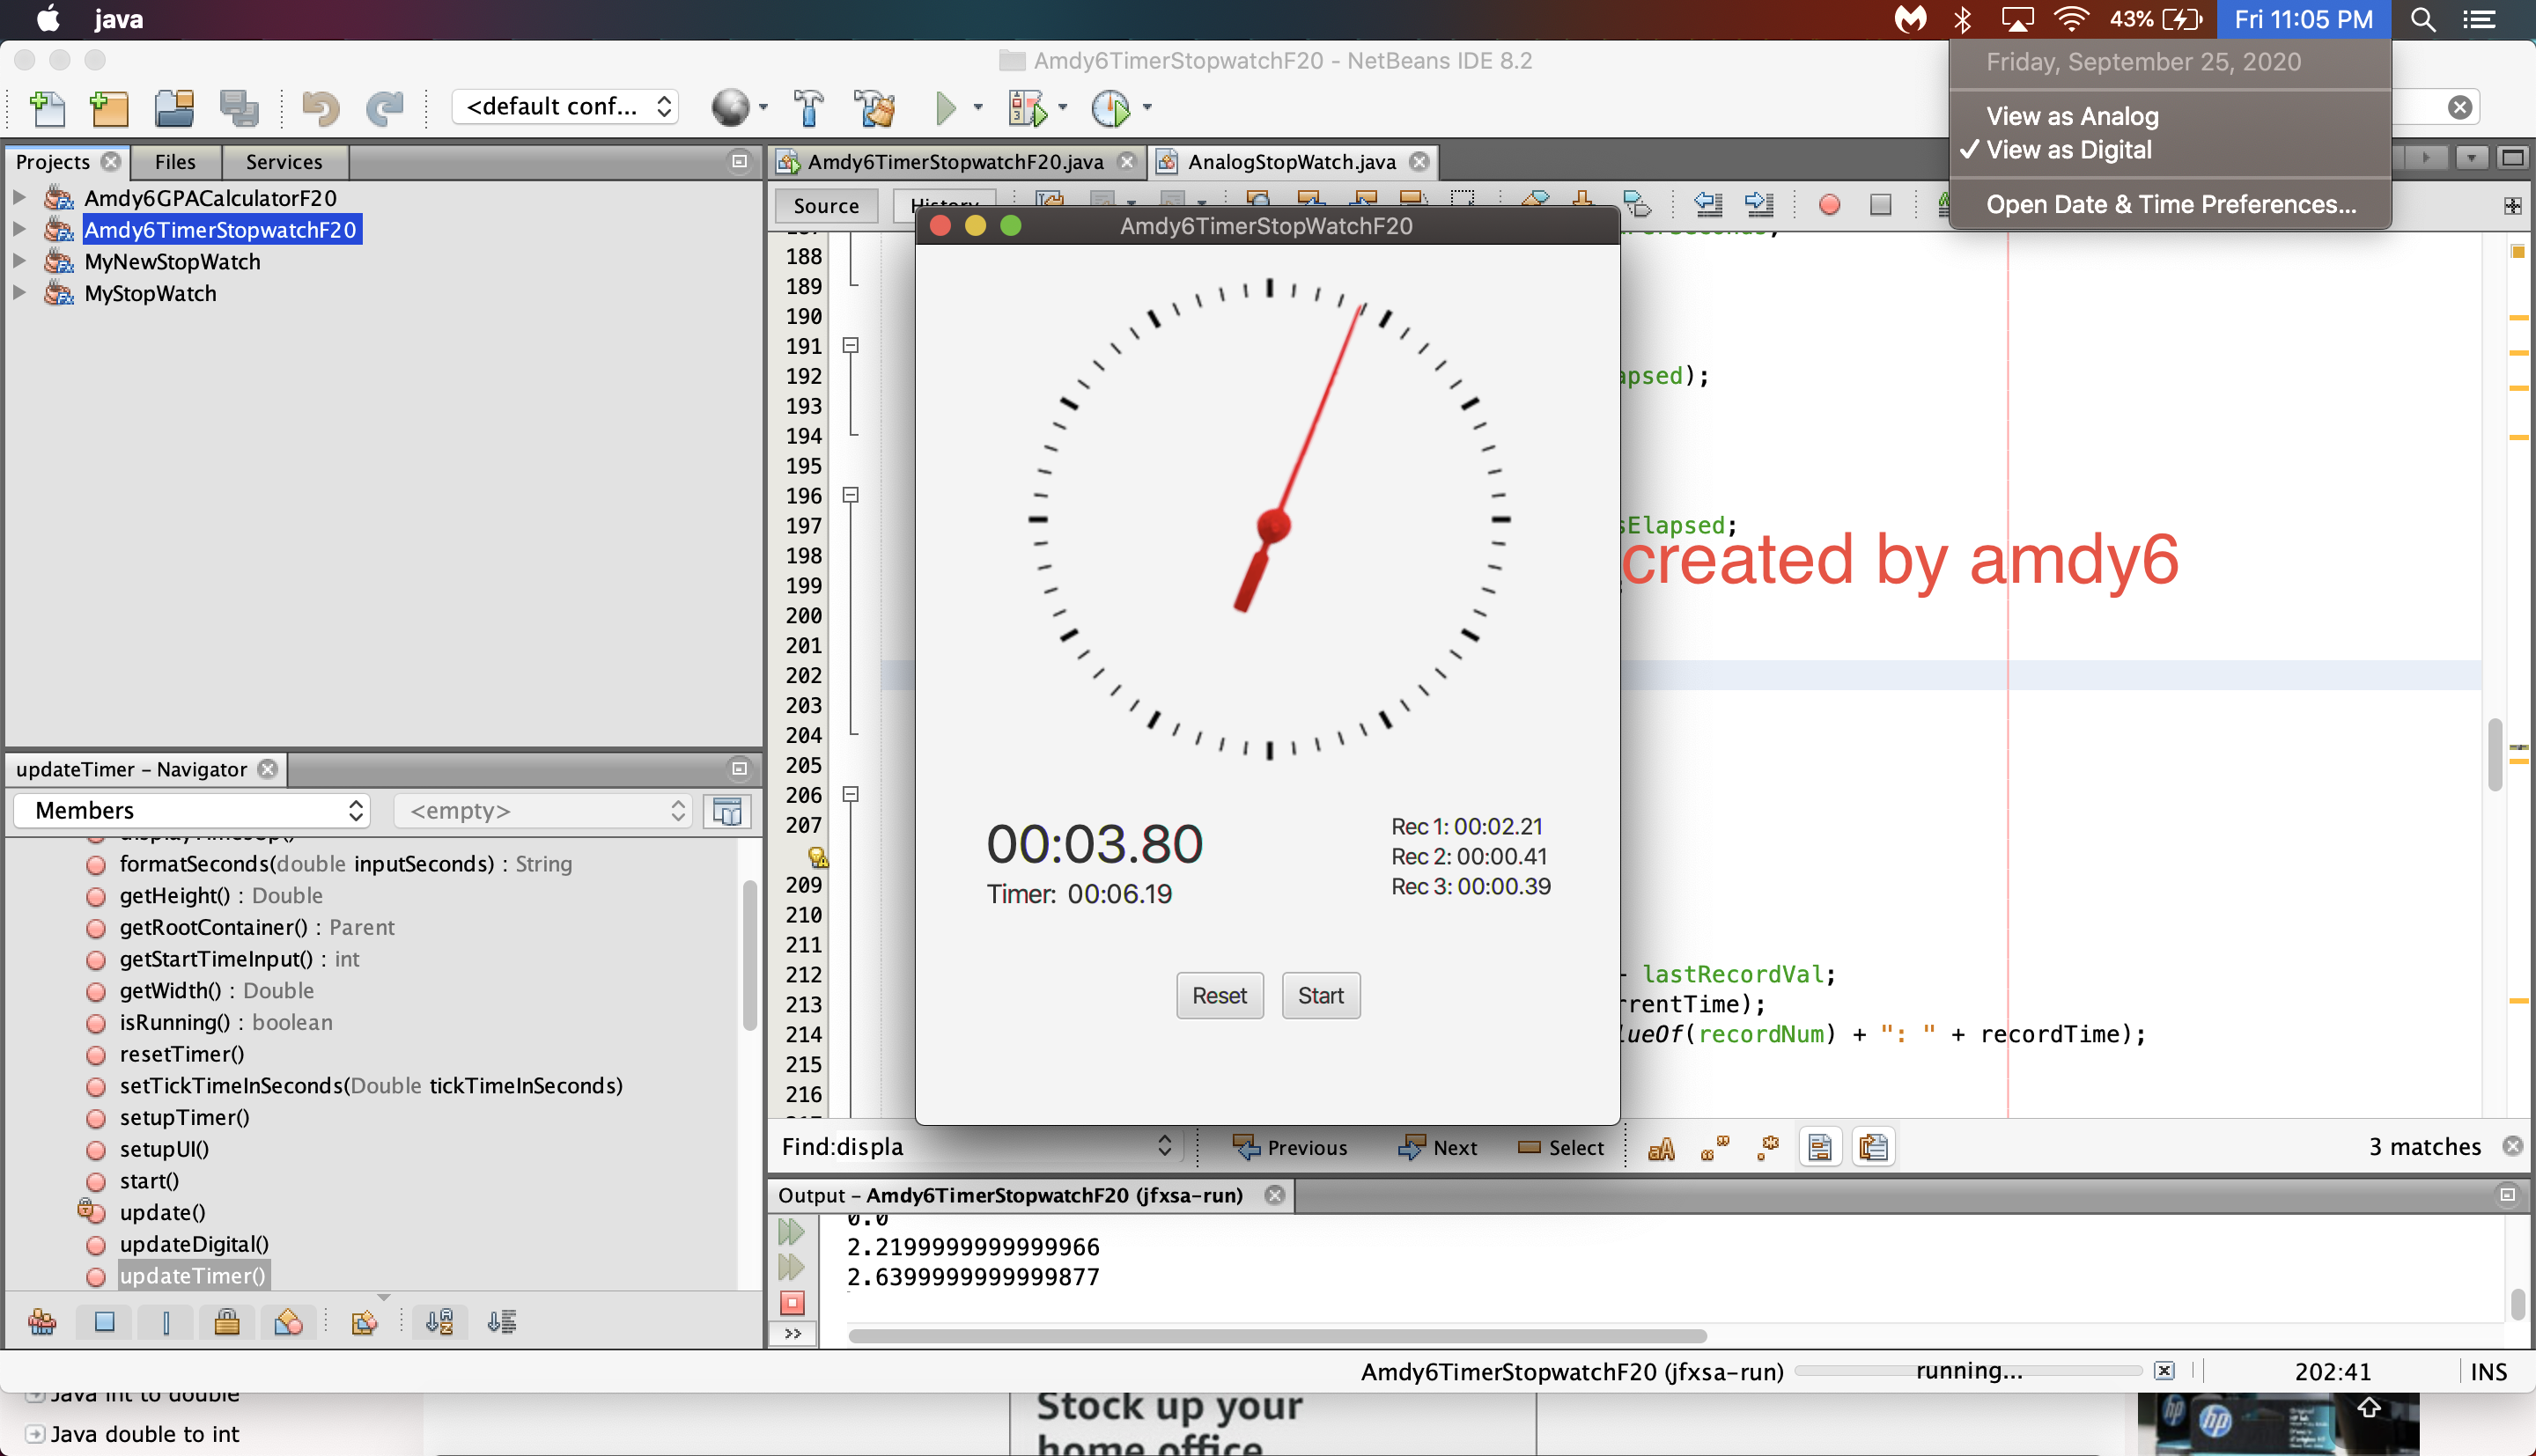 java
43%
Fri 11:05 PM
Amdy6TimerStopwatchF20 - NetBeans IDE 8.2
Friday, September 25, 2020
View as Analog
✓ View as Digital
Open Date & Time Preferences...
<default conf...
Projects
Files
Services
Amdy6GPACalculatorF20
Amdy6TimerStopwatchF20
MyNewStopWatch
MyStopWatch
Amdy6TimerStopwatchF20.java
AnalogStopWatch.java
Source
History
188
189
190
191
192
apsed);
193
194
195
196
197
sElapsed;
198
199
200
201
202
203
204
205
206
207
209
210
211
212
lastRecordVal;
213
rrentTime);
214
lueOf(recordNum) + ": " + recordTime);
215
216
created by amdy6
Amdy6TimerStopWatchF20
00:03.80
Timer: 00:06.19
Rec 1: 00:02.21
Rec 2: 00:00.41
Rec 3: 00:00.39
Reset
Start
updateTimer - Navigator
Members
<empty>
displayTimesUp()
formatSeconds(double inputSeconds) : String
getHeight() : Double
getRootContainer() : Parent
getStartTimeInput() : int
getWidth() : Double
isRunning() : boolean
resetTimer()
setTickTimeInSeconds(Double tickTimeInSeconds)
setupTimer()
setupUI()
start()
update()
updateDigital()
updateTimer()
Find: displa
Previous
Next
Select
3 matches
Output - Amdy6TimerStopwatchF20 (jfxsa-run)
0.0
2.2199999999999966
2.6399999999999877
Amdy6TimerStopwatchF20 (jfxsa-run)
running...
202:41
INS
Java int to double
Java double to int
Stock up your
home office
hp
hp